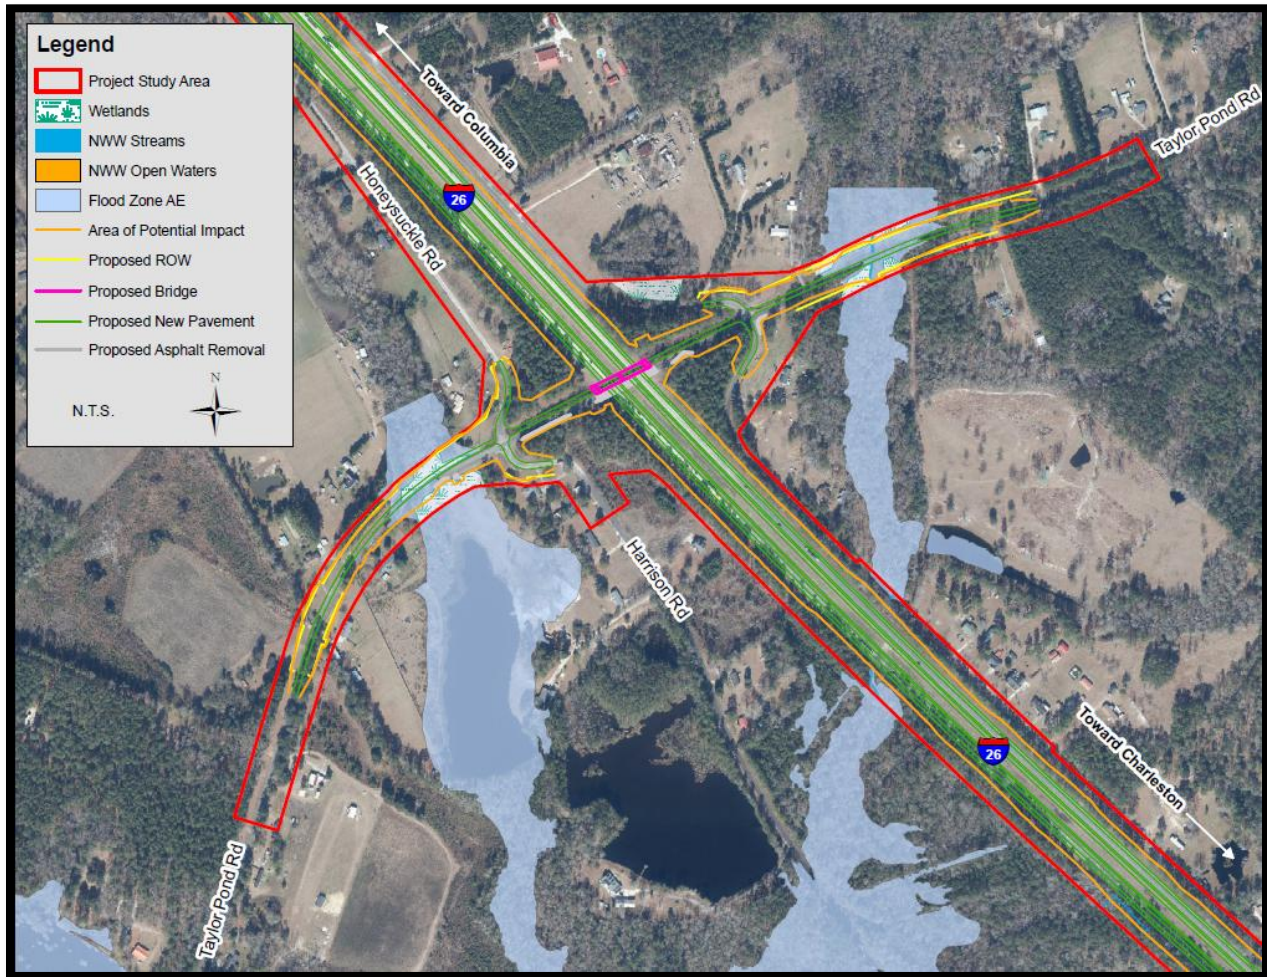 Legend
Project Study Area
Wetlands
NWW Streams
NWW Open Waters
Flood Zone AE
Area of Potential Impact
Proposed ROW
Proposed Bridge
Proposed New Pavement
Proposed Asphalt Removal
N
N.T.S.
Toward Columbia
Taylor Pond Rd
Honeysuckle Rd
26
Harrison Rd
26
Toward Charleston
Taylor Pond Rd